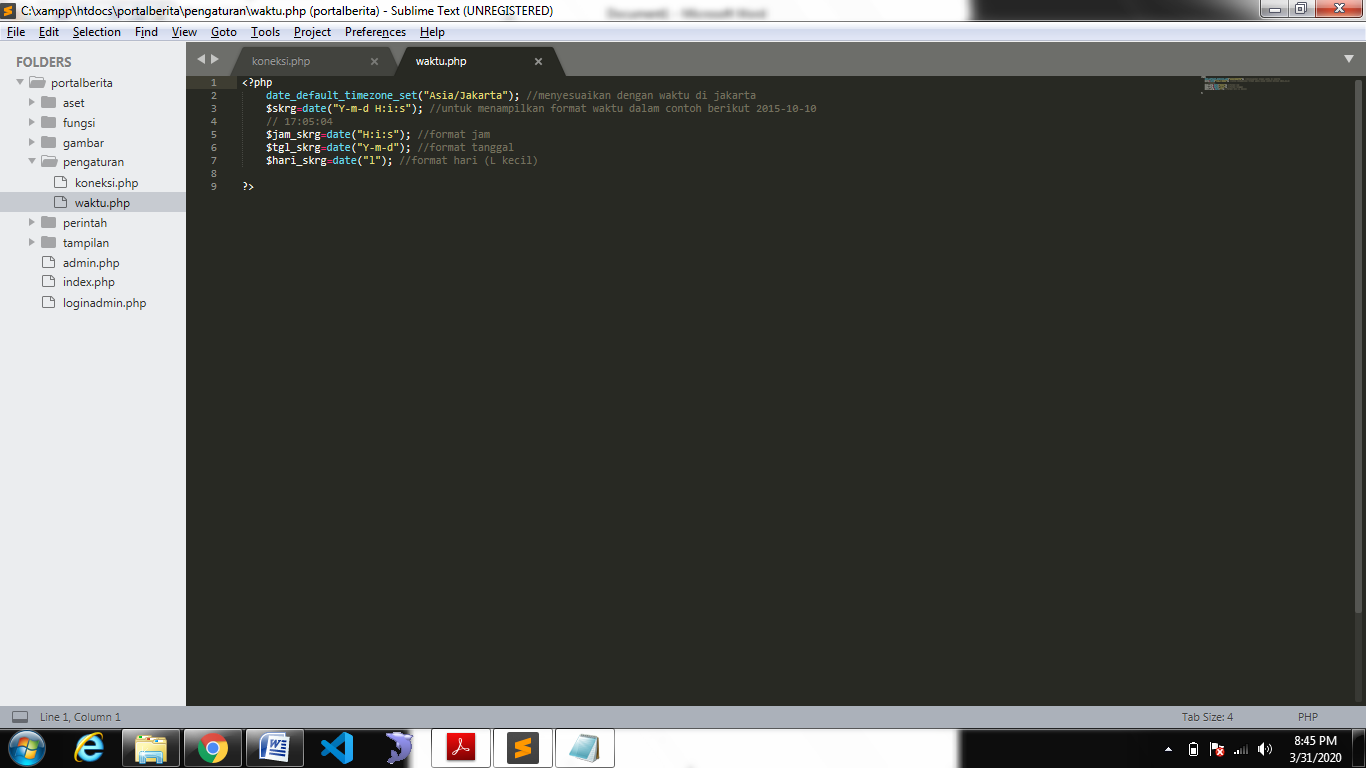 C:\xampp\htdocs\portalberita\pengaturan\waktu.php (portalberita) - Sublime Text (UNREGISTERED)
Document1 - Microsoft Word
File Edit Selection Find View Goto Tools Project Preferences Help
FOLDERS
portalberita
aset
fungsi
gambar
pengaturan
koneksi.php
waktu.php
perintah
tampilan
admin.php
index.php
loginadmin.php
koneksi.php × waktu.php ×
1 <?php
2 date_default_timezone_set("Asia/Jakarta"); //menyesuaikan dengan waktu di jakarta
3 $skrg=date("Y-m-d H:i:s"); //untuk menampilkan format waktu dalam contoh berikut 2015-10-10
4 // 17:05:04
5 $jam_skrg=date("H:i:s"); //format jam
6 $tgl_skrg=date("Y-m-d"); //format tanggal
7 $hari_skrg=date("l"); //format hari (L kecil)
8
9 ?>
Line 1, Column 1
Tab Size: 4 PHP
8:45 PM
3/31/2020